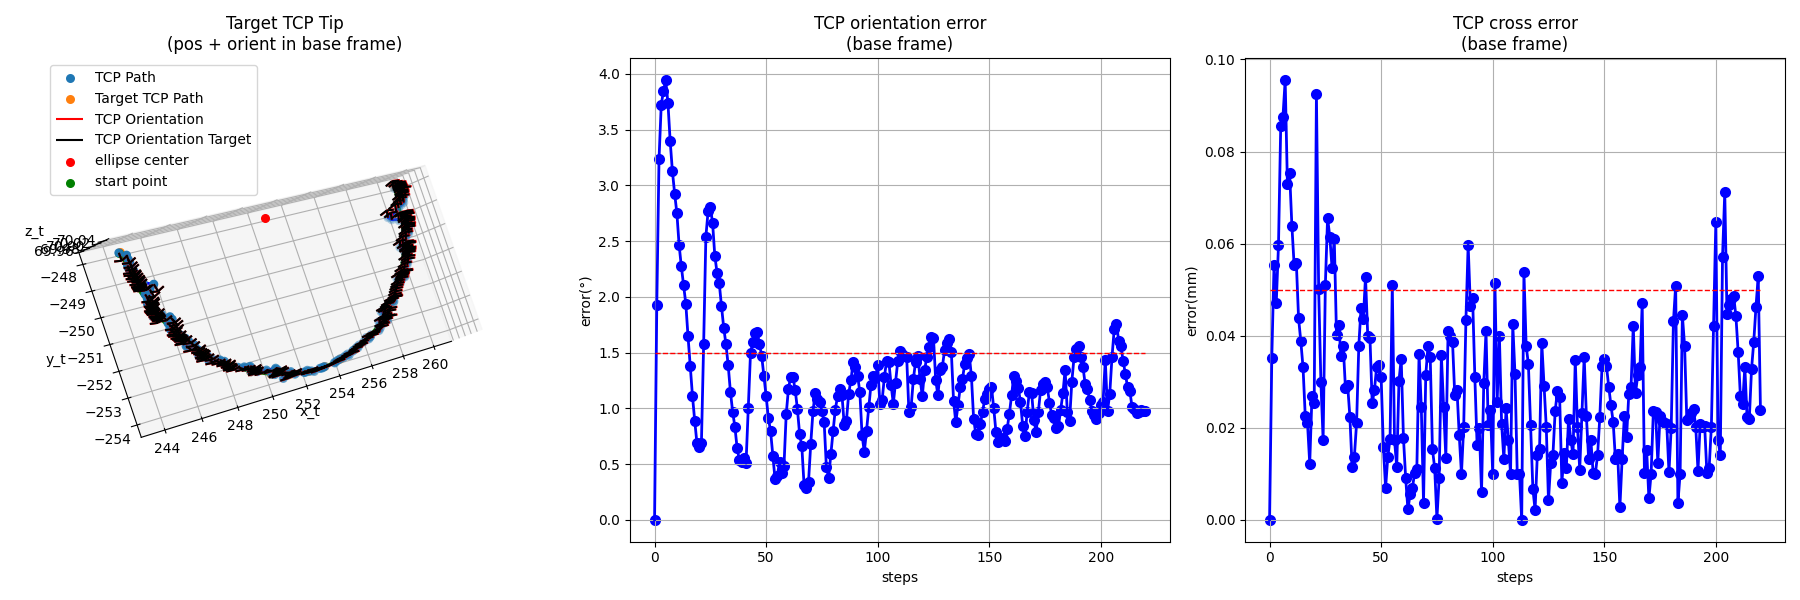 Target TCP Tip
(pos + orient in base frame)
TCP Path
Target TCP Path
TCP Orientation
TCP Orientation Target
ellipse center
start point
z_t
−248
−249
−250
y_t
−251
−252
−253
−254
244
246
248
250
252
254
256
258
260
x_t
TCP orientation error
(base frame)
error(°)
4.0
3.5
3.0
2.5
2.0
1.5
1.0
0.5
0.0
0
50
100
150
200
steps
TCP cross error
(base frame)
error(mm)
0.10
0.08
0.06
0.04
0.02
0.00
0
50
100
150
200
steps